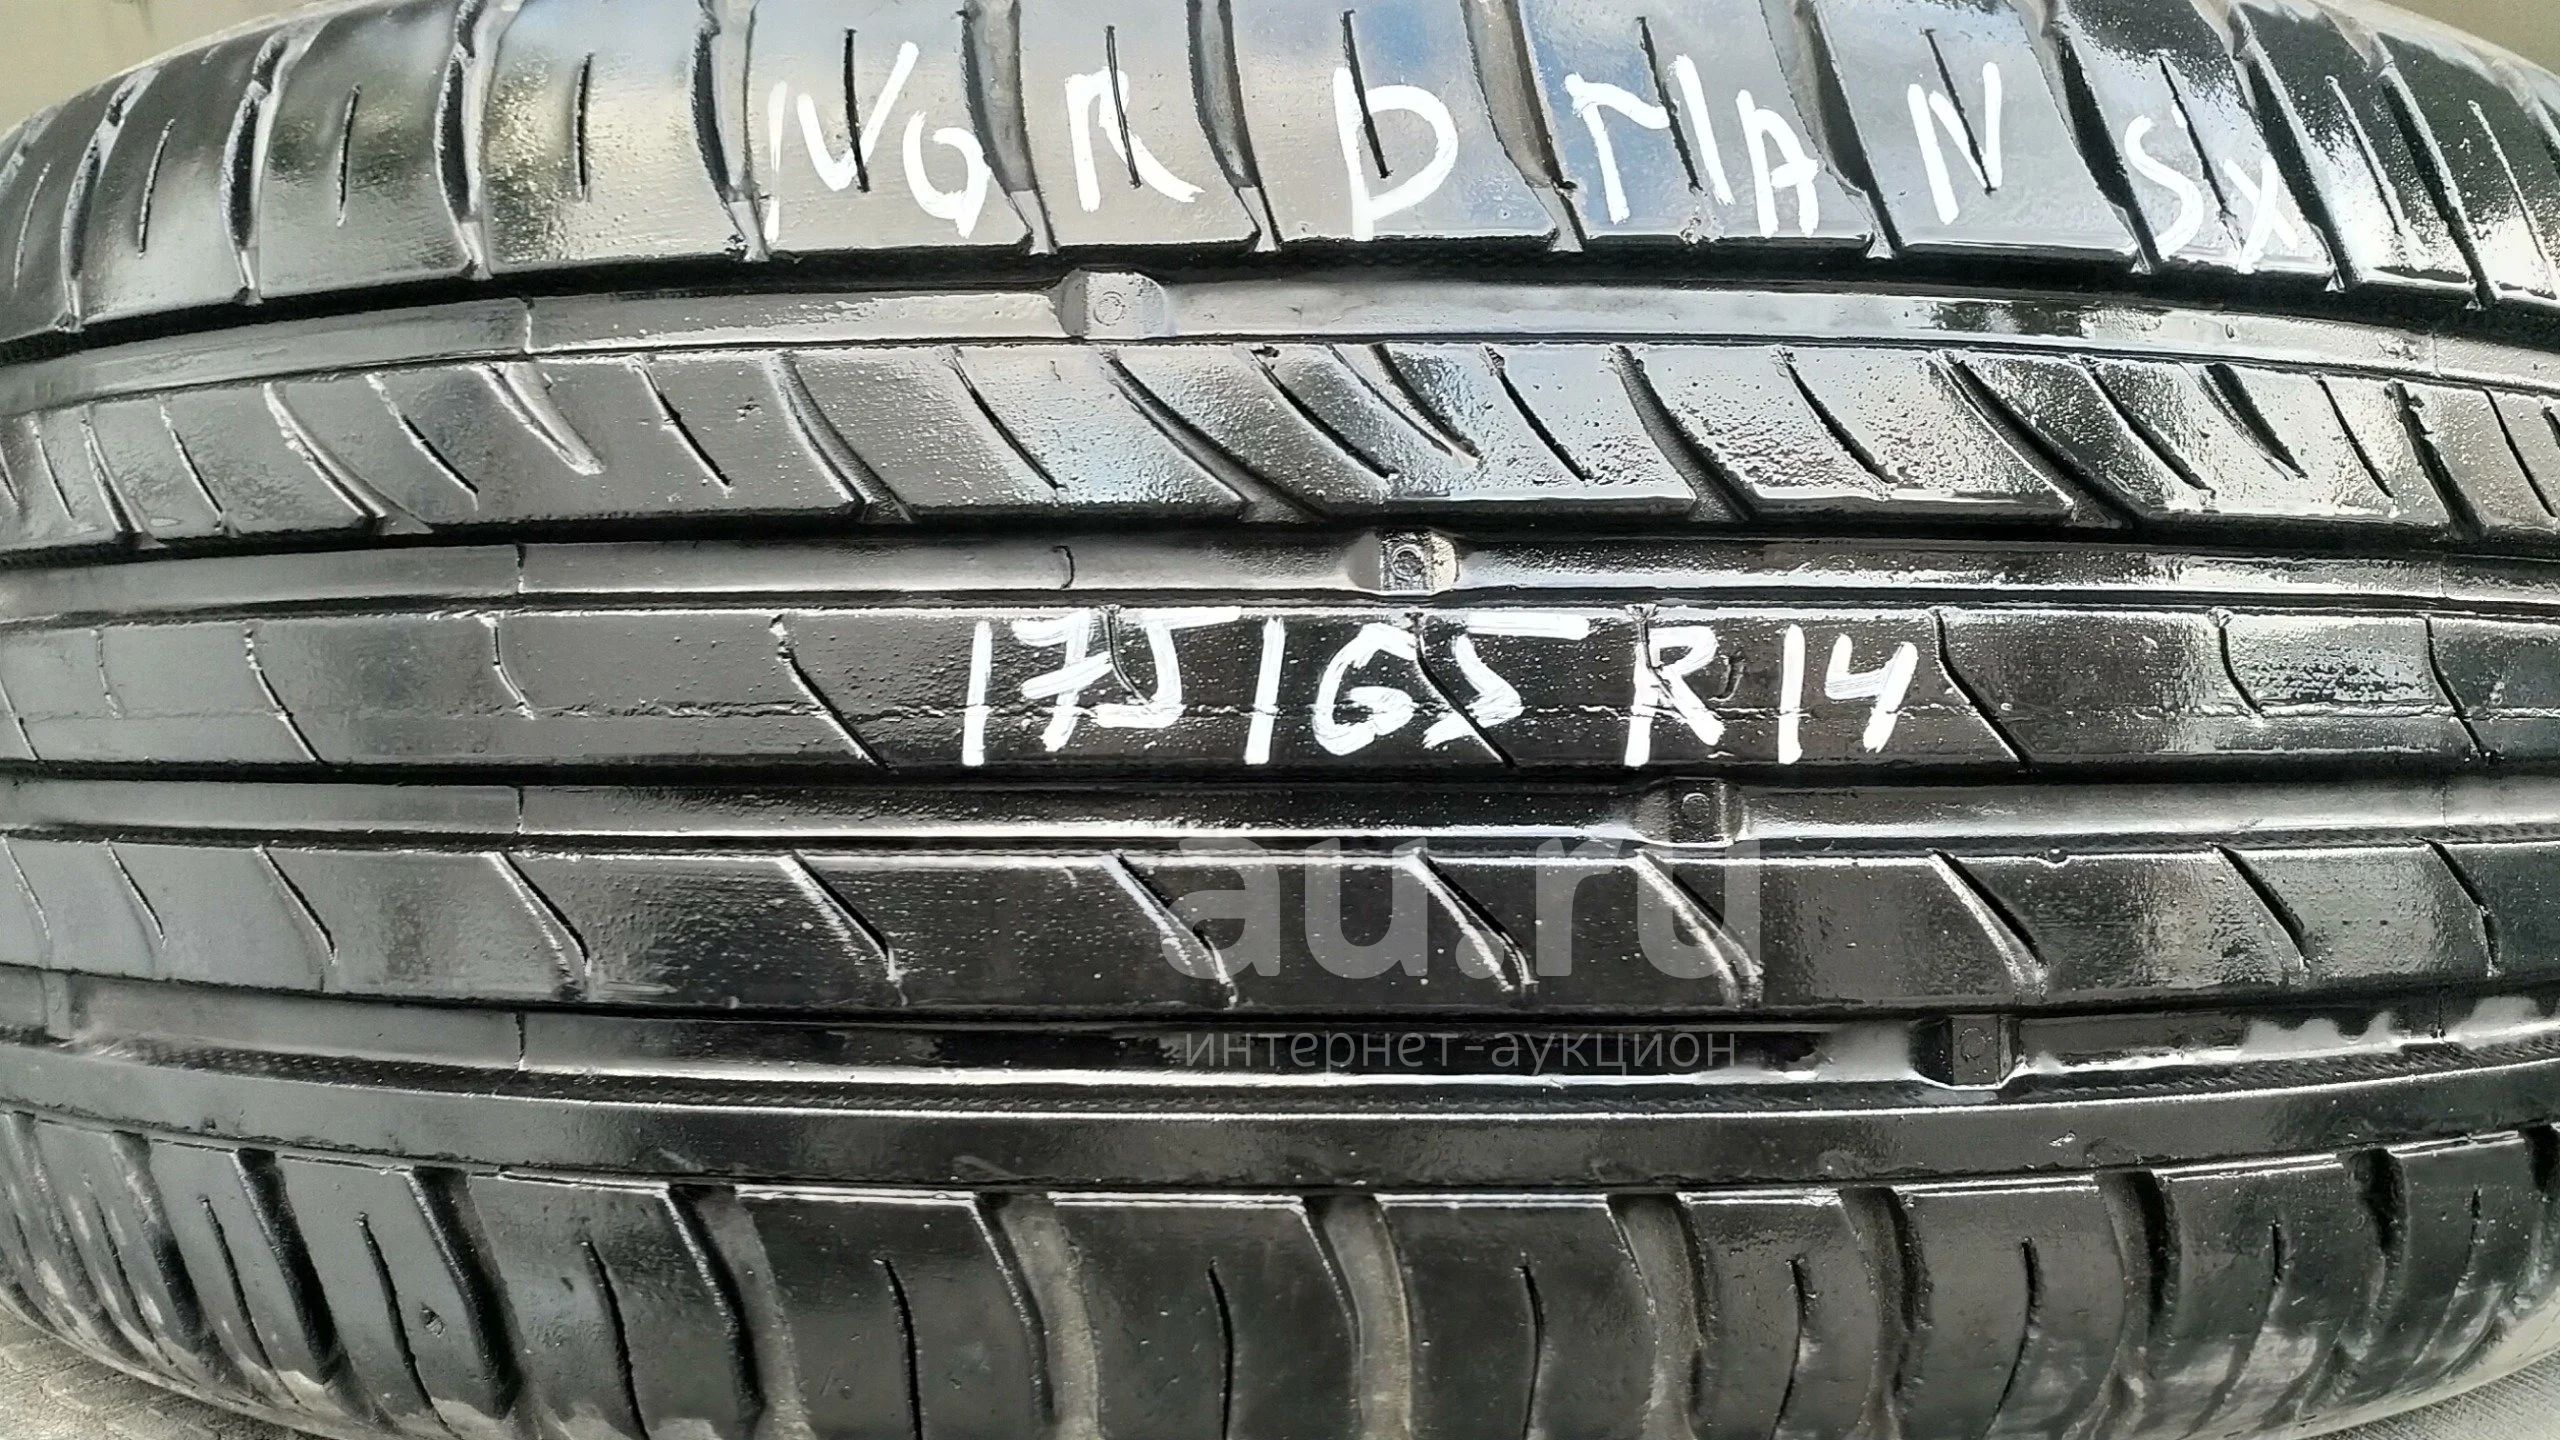 NORDMAN SX
175/65 R14
au.ru
интернет-аукцион